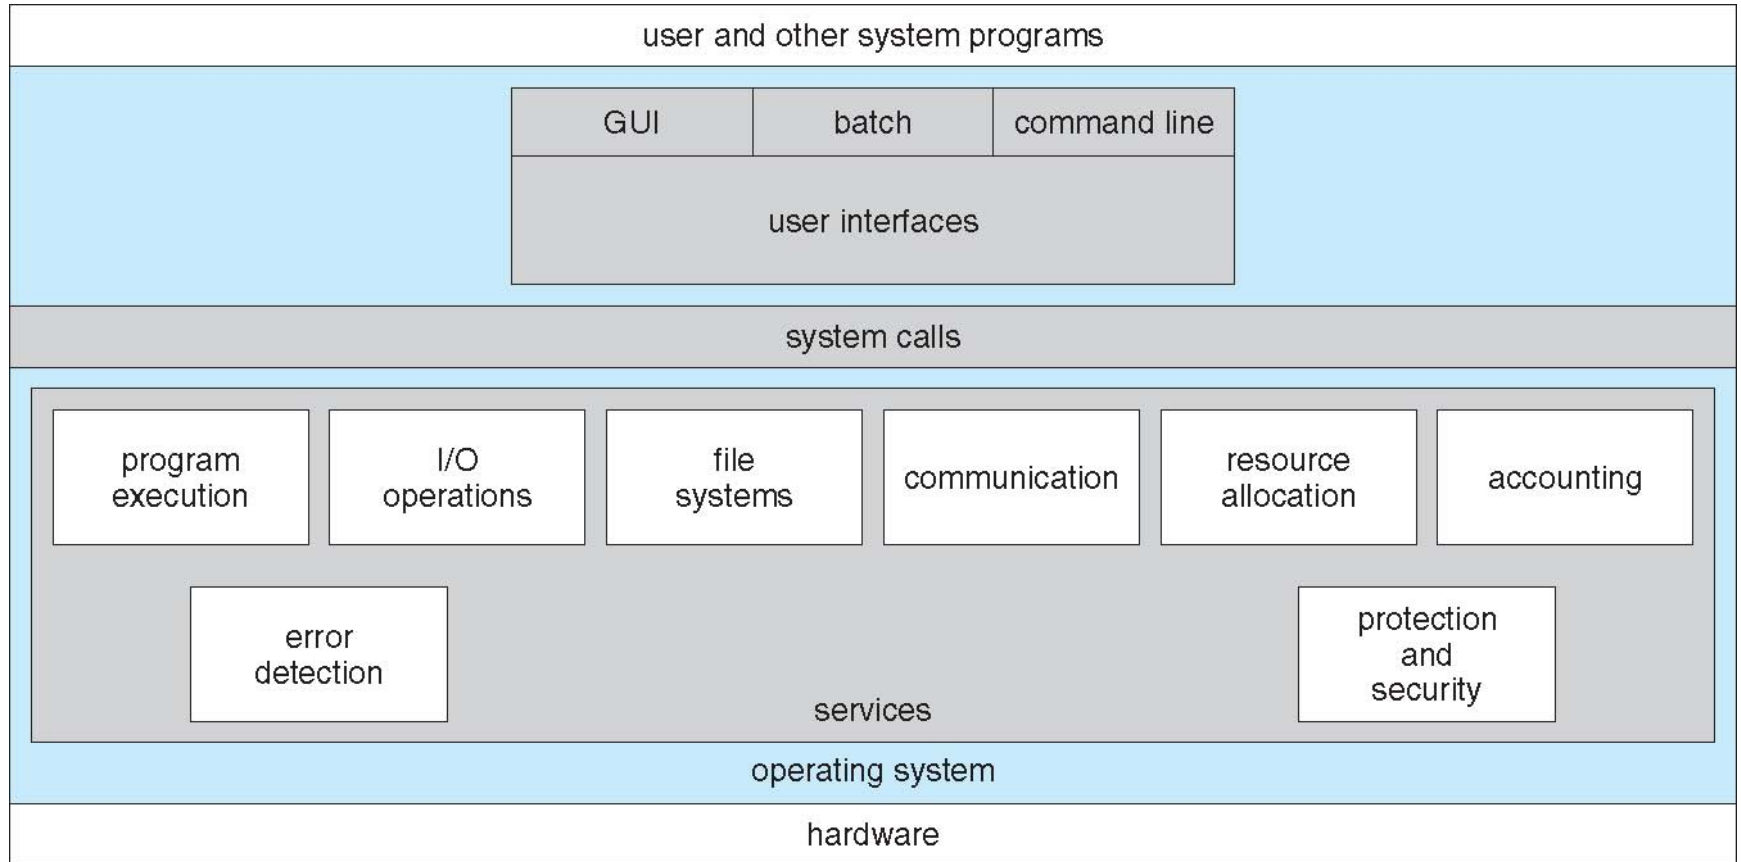 user and other system programs
GUI
batch
command line
user interfaces
system calls
program
execution
I/O
operations
file
systems
communication
resource
allocation
accounting
error
detection
protection
and
security
services
operating system
hardware